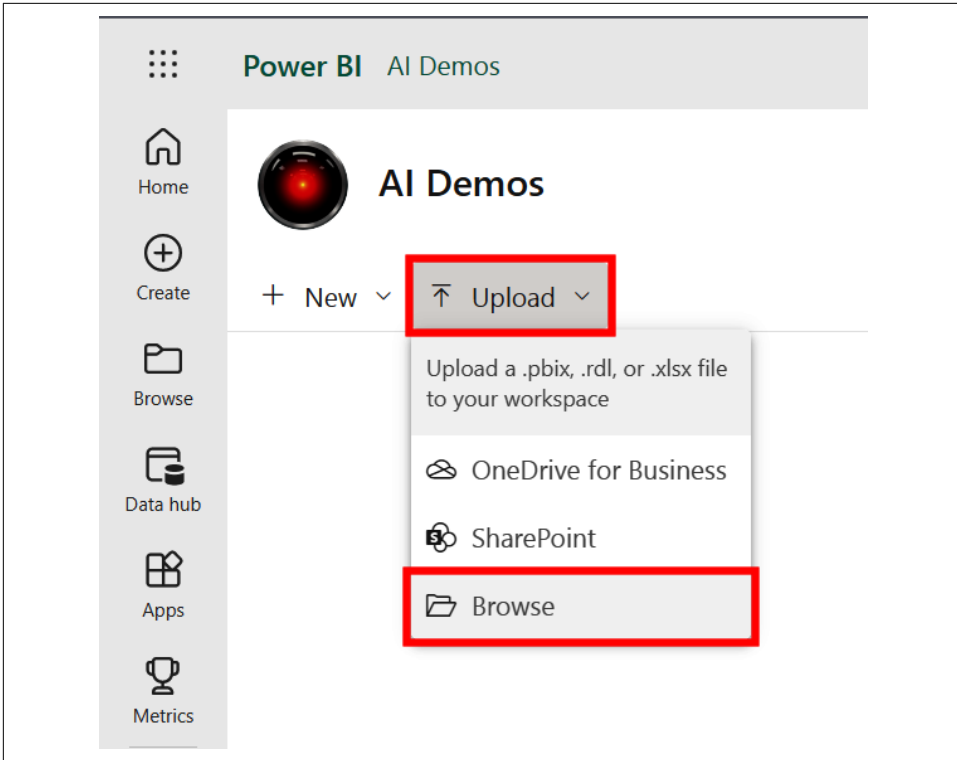 Power BI AI Demos
Home
Create
Browse
Data hub
Apps
Metrics
AI Demos
New
Upload
Upload a .pbix, .rdl, or .xlsx file
to your workspace
OneDrive for Business
S SharePoint
Browse